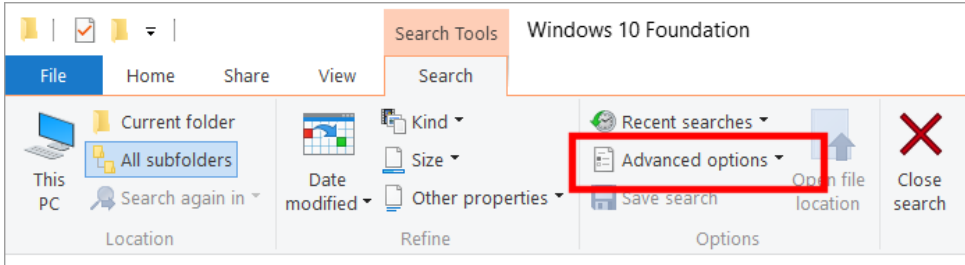 Search Tools
Windows 10 Foundation
File
Home
Share
View
Search
This
PC
Current folder
All subfolders
Search again in
Location
Date
modified
Kind
Size
Other properties
Refine
Recent searches
Advanced options
Save search
Open file
location
Options
Close
search